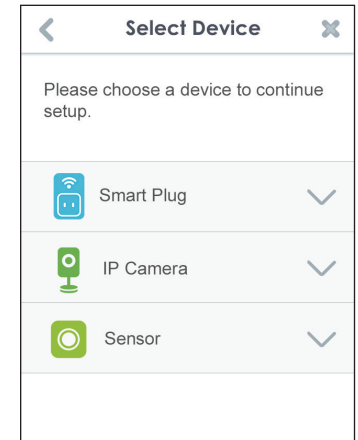 Select Device
Please choose a device to continue
setup.
Smart Plug
IP Camera
Sensor